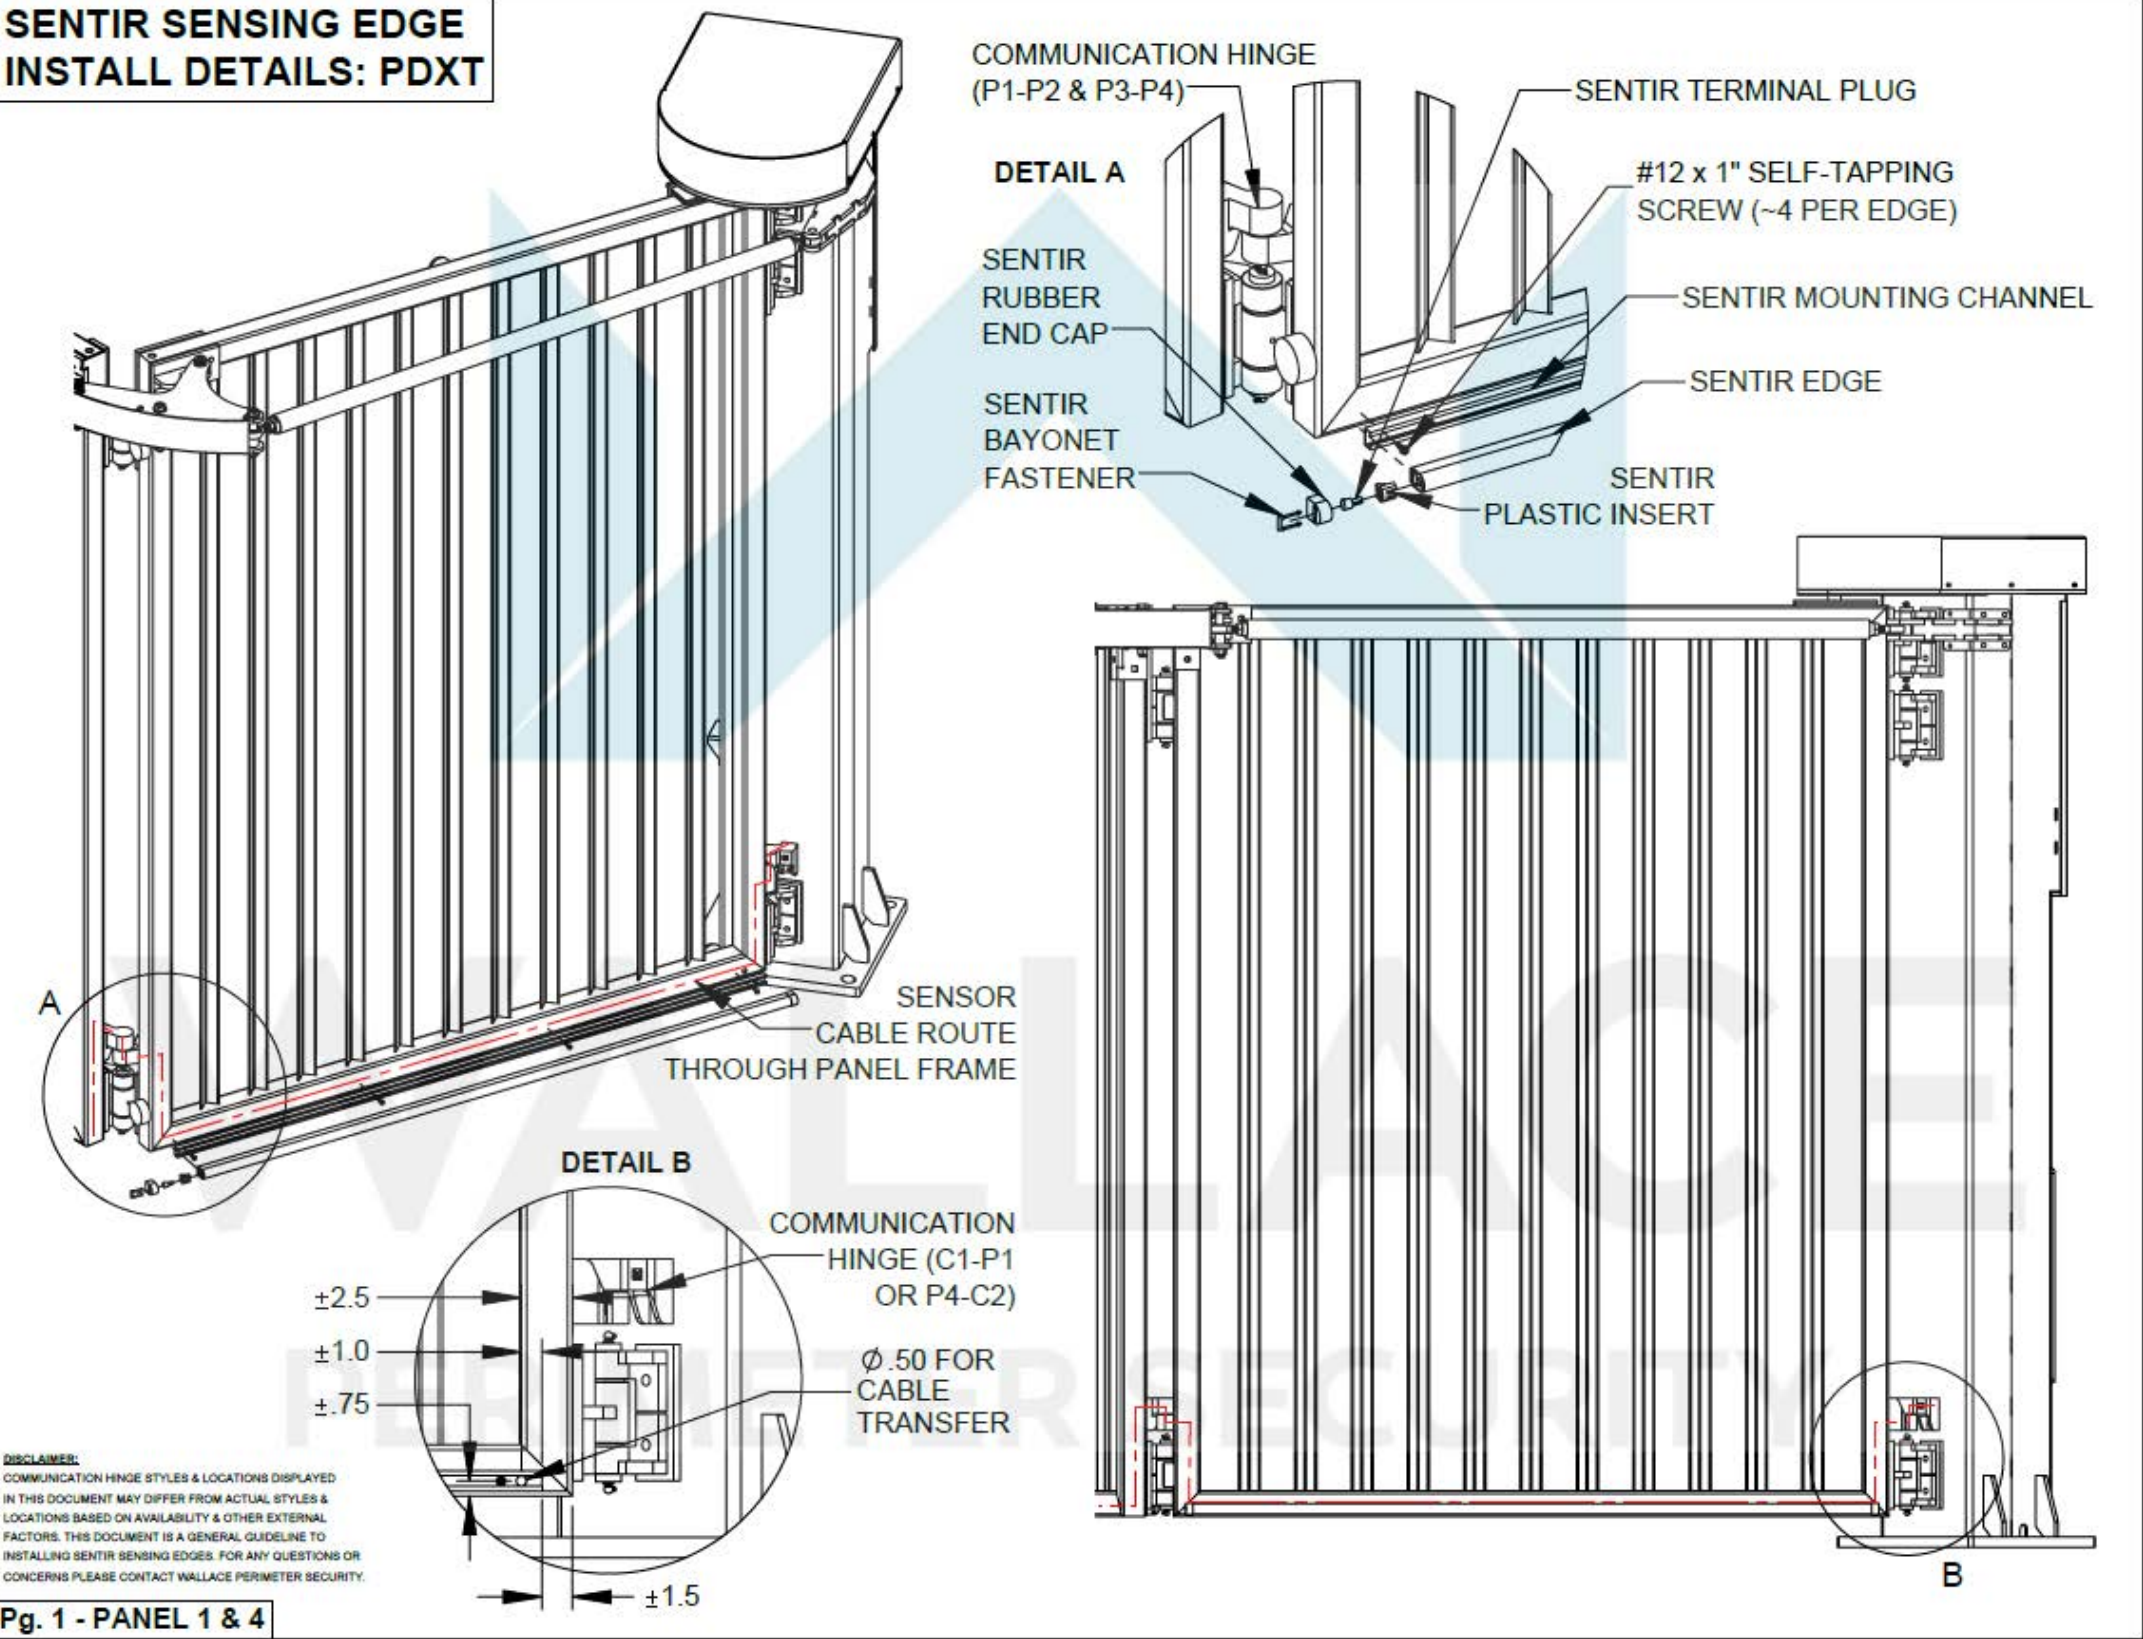 SENTIR SENSING EDGE
INSTALL DETAILS: PDXT
COMMUNICATION HINGE
(P1-P2 & P3-P4)
SENTIR TERMINAL PLUG
DETAIL A
#12 x 1" SELF-TAPPING
SCREW (~4 PER EDGE)
SENTIR
RUBBER
END CAP
SENTIR MOUNTING CHANNEL
SENTIR EDGE
SENTIR
BAYONET
FASTENER
SENTIR
PLASTIC INSERT
A
SENSOR
CABLE ROUTE
THROUGH PANEL FRAME
WALLACE
PERIMETER SECURITY
DETAIL B
COMMUNICATION
HINGE (C1-P1
OR P4-C2)
±2.5
±1.0
±.75
Ø.50 FOR
CABLE
TRANSFER
±1.5
B
DISCLAIMER:
COMMUNICATION HINGE STYLES & LOCATIONS DISPLAYED
IN THIS DOCUMENT MAY DIFFER FROM ACTUAL STYLES &
LOCATIONS BASED ON AVAILABILITY & OTHER EXTERNAL
FACTORS. THIS DOCUMENT IS A GENERAL GUIDELINE TO
INSTALLING SENTIR SENSING EDGES. FOR ANY QUESTIONS OR
CONCERNS PLEASE CONTACT WALLACE PERIMETER SECURITY.
Pg. 1 - PANEL 1 & 4